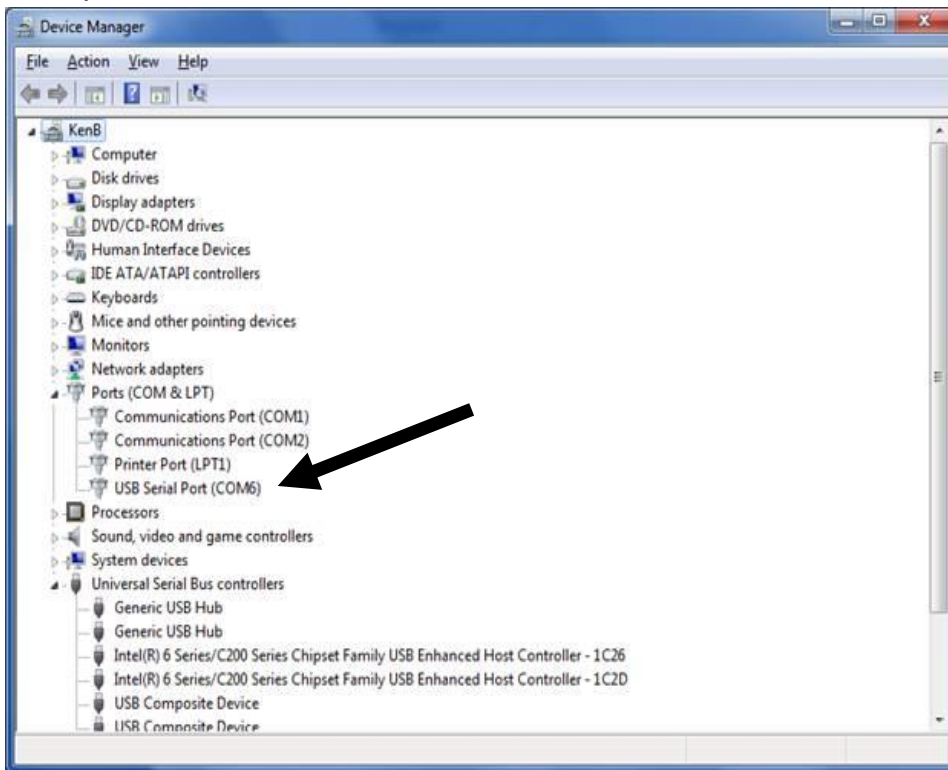 Device Manager
File Action View Help
KenB
Computer
Disk drives
Display adapters
DVD/CD-ROM drives
Human Interface Devices
IDE ATA/ATAPI controllers
Keyboards
Mice and other pointing devices
Monitors
Network adapters
Ports (COM & LPT)
Communications Port (COM1)
Communications Port (COM2)
Printer Port (LPT1)
USB Serial Port (COM6)
Processors
Sound, video and game controllers
System devices
Universal Serial Bus controllers
Generic USB Hub
Generic USB Hub
Intel(R) 6 Series/C200 Series Chipset Family USB Enhanced Host Controller - 1C26
Intel(R) 6 Series/C200 Series Chipset Family USB Enhanced Host Controller - 1C2D
USB Composite Device
USB Composite Device